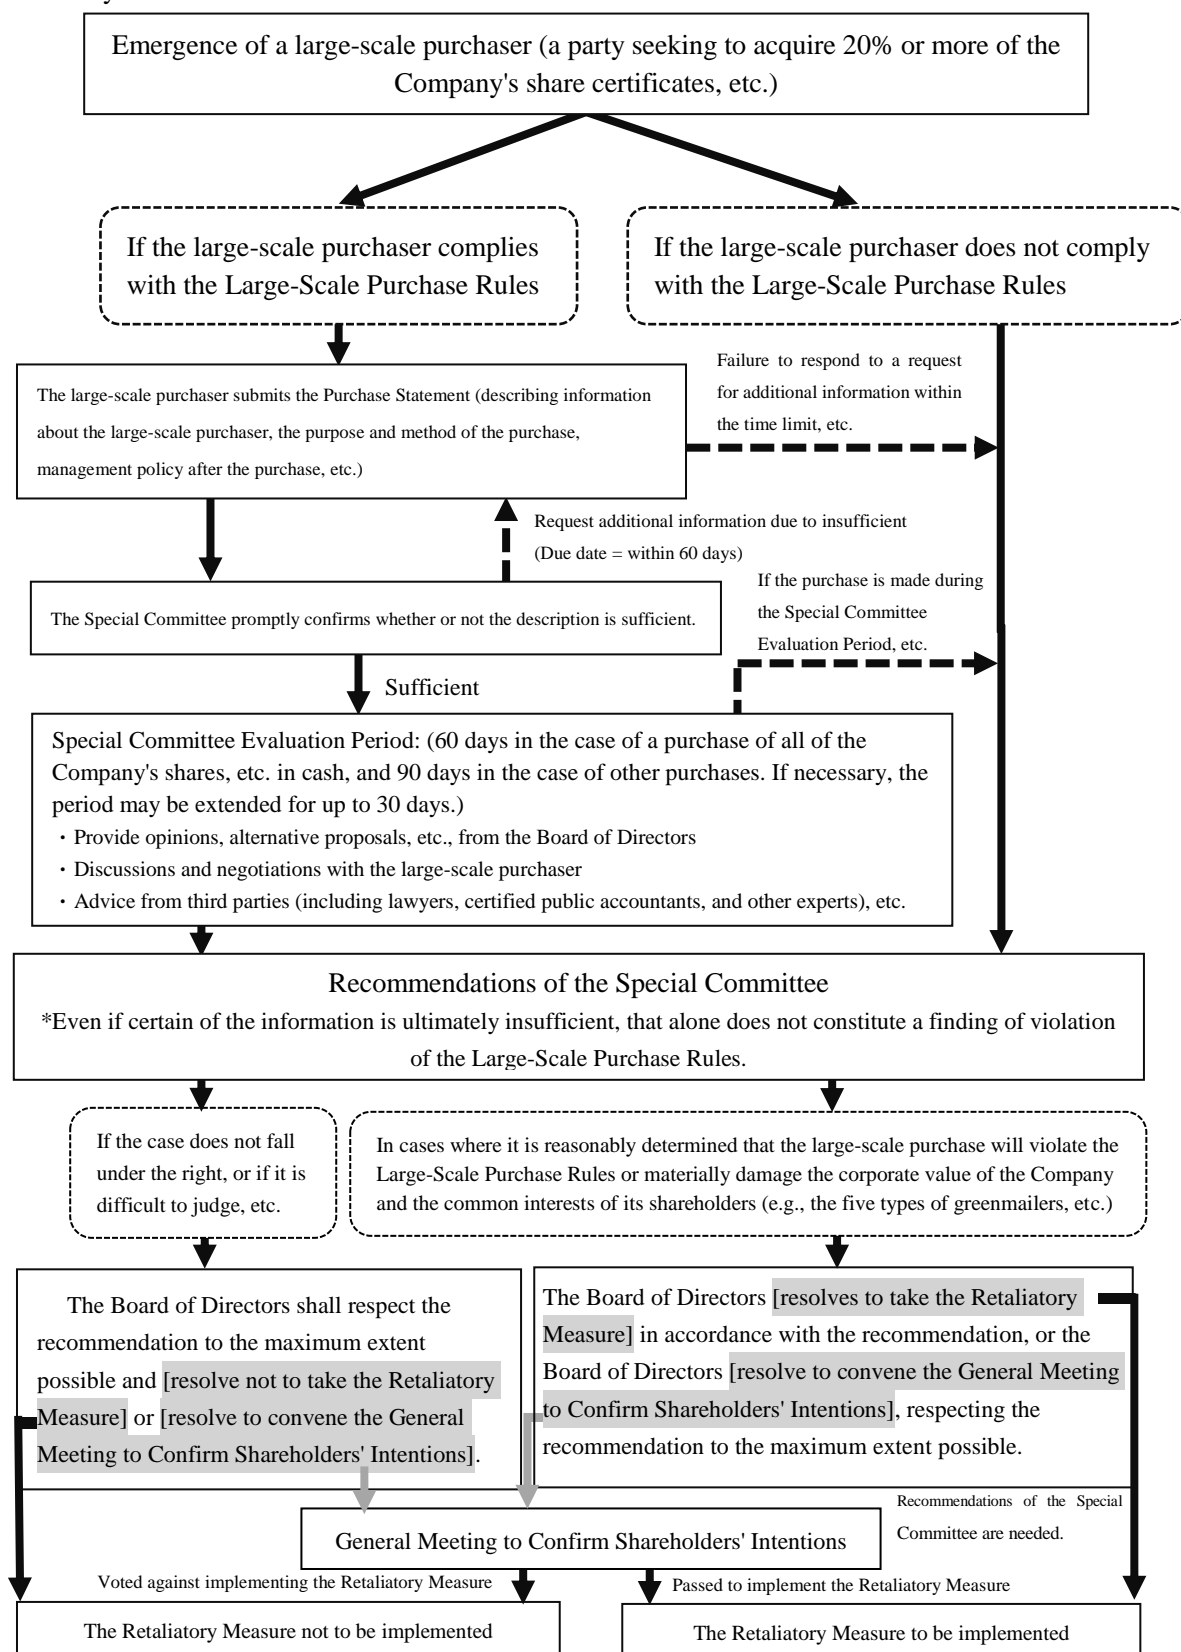 Emergence of a large-scale purchaser (a party seeking to acquire 20% or more of the
Company's share certificates, etc.)
If the large-scale purchaser complies
with the Large-Scale Purchase Rules
If the large-scale purchaser does not comply
with the Large-Scale Purchase Rules
Failure to respond to a request
for additional information within
the time limit, etc.
The large-scale purchaser submits the Purchase Statement (describing information
about the large-scale purchaser, the purpose and method of the purchase,
management policy after the purchase, etc.)
Request additional information due to insufficient
(Due date = within 60 days)
If the purchase is made during
the Special Committee
Evaluation Period, etc.
The Special Committee promptly confirms whether or not the description is sufficient.
Sufficient
Special Committee Evaluation Period: (60 days in the case of a purchase of all of the
Company's shares, etc. in cash, and 90 days in the case of other purchases. If necessary, the
period may be extended for up to 30 days.)
・Provide opinions, alternative proposals, etc., from the Board of Directors
・Discussions and negotiations with the large-scale purchaser
・Advice from third parties (including lawyers, certified public accountants, and other experts), etc.
Recommendations of the Special Committee
*Even if certain of the information is ultimately insufficient, that alone does not constitute a finding of violation
of the Large-Scale Purchase Rules.
If the case does not fall
under the right, or if it is
difficult to judge, etc.
In cases where it is reasonably determined that the large-scale purchase will violate the
Large-Scale Purchase Rules or materially damage the corporate value of the Company
and the common interests of its shareholders (e.g., the five types of greenmailers, etc.)
The Board of Directors shall respect the
recommendation to the maximum extent
possible and [resolve not to take the Retaliatory
Measure] or [resolve to convene the General
Meeting to Confirm Shareholders' Intentions].
The Board of Directors [resolves to take the Retaliatory
Measure] in accordance with the recommendation, or the
Board of Directors [resolve to convene the General Meeting
to Confirm Shareholders' Intentions], respecting the
recommendation to the maximum extent possible.
Recommendations of the Special
Committee are needed.
General Meeting to Confirm Shareholders' Intentions
Voted against implementing the Retaliatory Measure
Passed to implement the Retaliatory Measure
The Retaliatory Measure not to be implemented
The Retaliatory Measure to be implemented